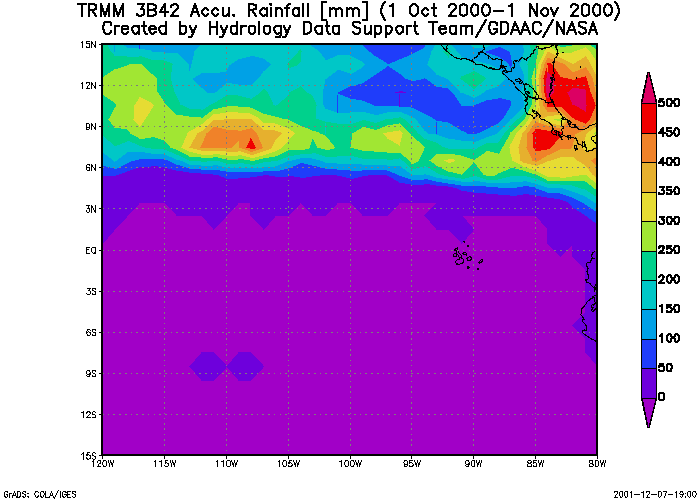 TRMM 3B42 Accu. Rainfall [mm] (1 Oct 2000-1 Nov 2000)
Created by Hydrology Data Support Team/GDAAC/NASA
15N
12N
9N
6N
3N
EQ
3S
6S
9S
12S
15S
120W 115W 110W 105W 100W 95W 90W 85W 80W
500
450
400
350
300
250
200
150
100
50
0
GrADS: COLA/IGES
2001-12-07-19:00